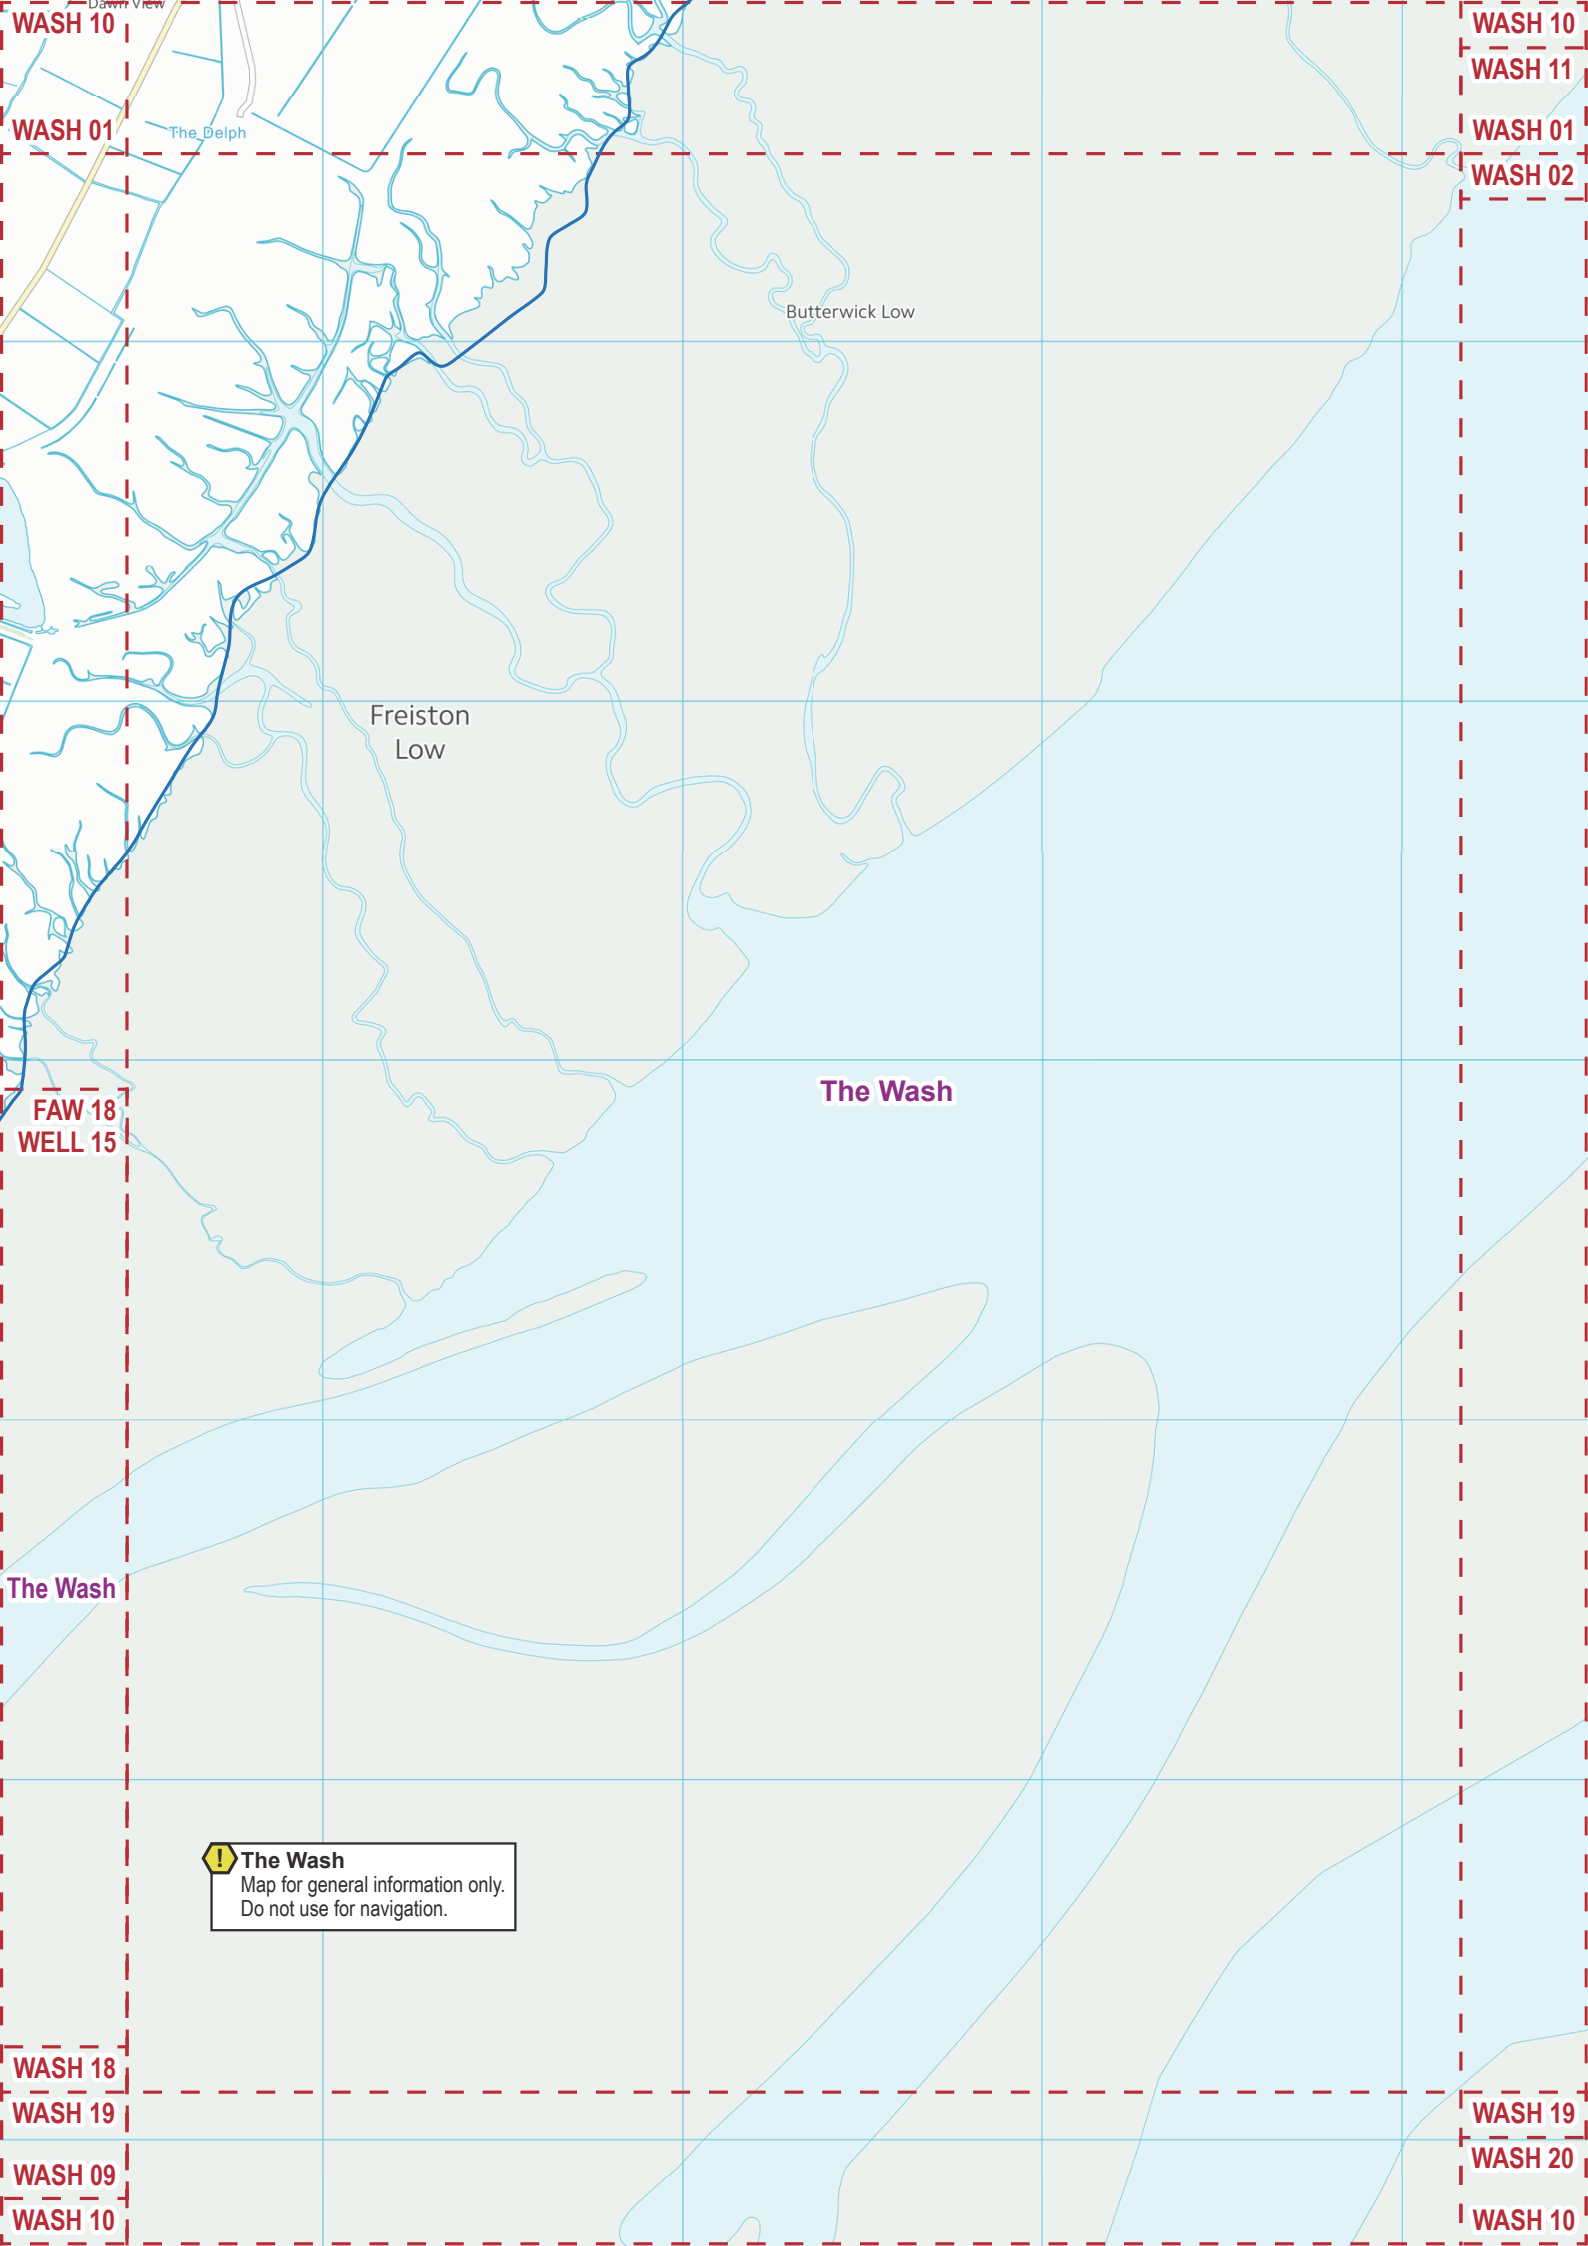 Dawn View
WASH 10
WASH 10
WASH 11
WASH 01
The Delph
WASH 01
WASH 02
Butterwick Low
Freiston
Low
The Wash
FAW 18
WELL 15
The Wash
!
The Wash
Map for general information only.
Do not use for navigation.
WASH 18
WASH 19
WASH 19
WASH 20
WASH 09
WASH 10
WASH 10